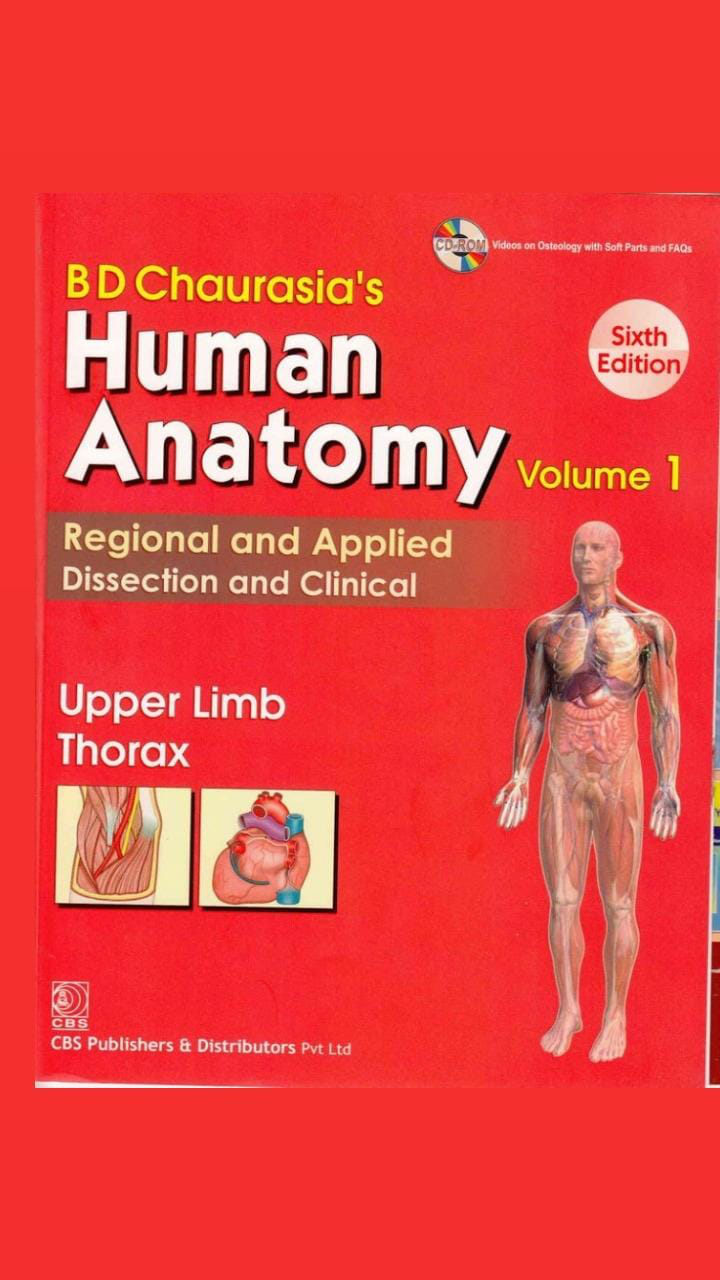 CD-ROM Videos on Osteology with Soft Parts and FAQs
B D Chaurasia's
Human
Anatomy Volume 1
Sixth
Edition
Regional and Applied
Dissection and Clinical
Upper Limb
Thorax
CBS
CBS Publishers & Distributors Pvt Ltd